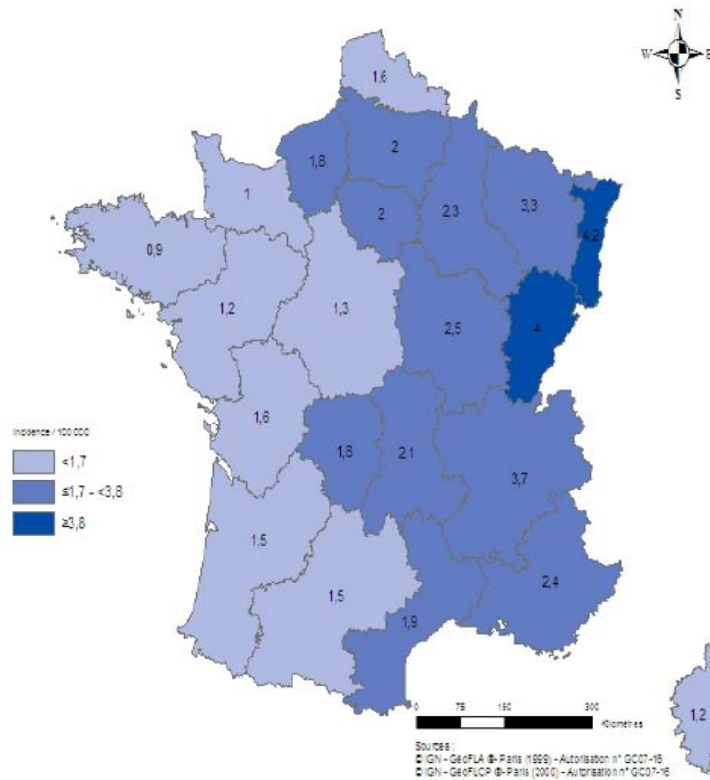 N
W E
S
1,6
1,8
2
2
2,3
3,3
4,2
1
0,9
1,2
1,3
2,5
4
1,6
1,8
2,1
3,7
1,5
1,5
1,9
2,4
1,2
Incidence / 100 000
<1,7
≤1,7 - <3,8
≥3,8
0 75 150 300
Kilomètres
Sources :
© IGN - GéoFLA ®- Paris (1999) - Autorisation n° GC07-16
© IGN - GéoFLCP ®- Paris (2000) - Autorisation n° GC07-16